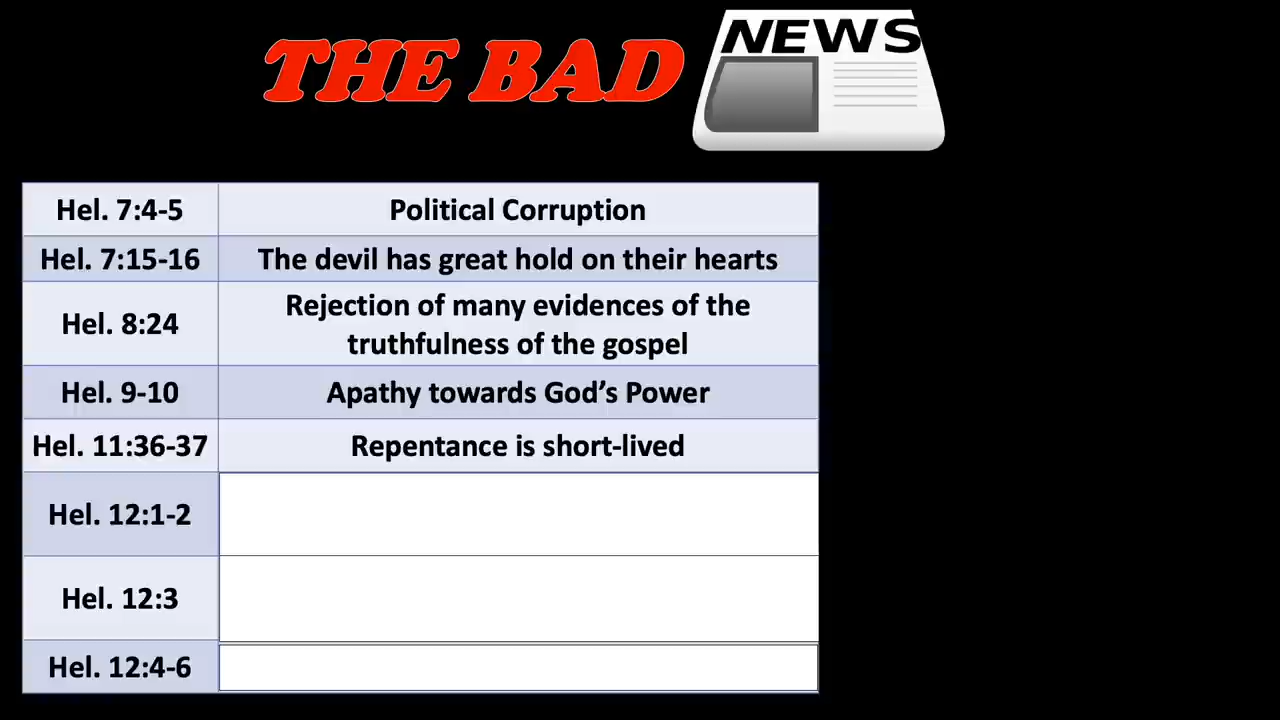 THE BAD NEWS
Hel. 7:4-5 Political Corruption
Hel. 7:15-16 The devil has great hold on their hearts
Hel. 8:24 Rejection of many evidences of the
truthfulness of the gospel
Hel. 9-10 Apathy towards God’s Power
Hel. 11:36-37 Repentance is short-lived
Hel. 12:1-2
Hel. 12:3
Hel. 12:4-6